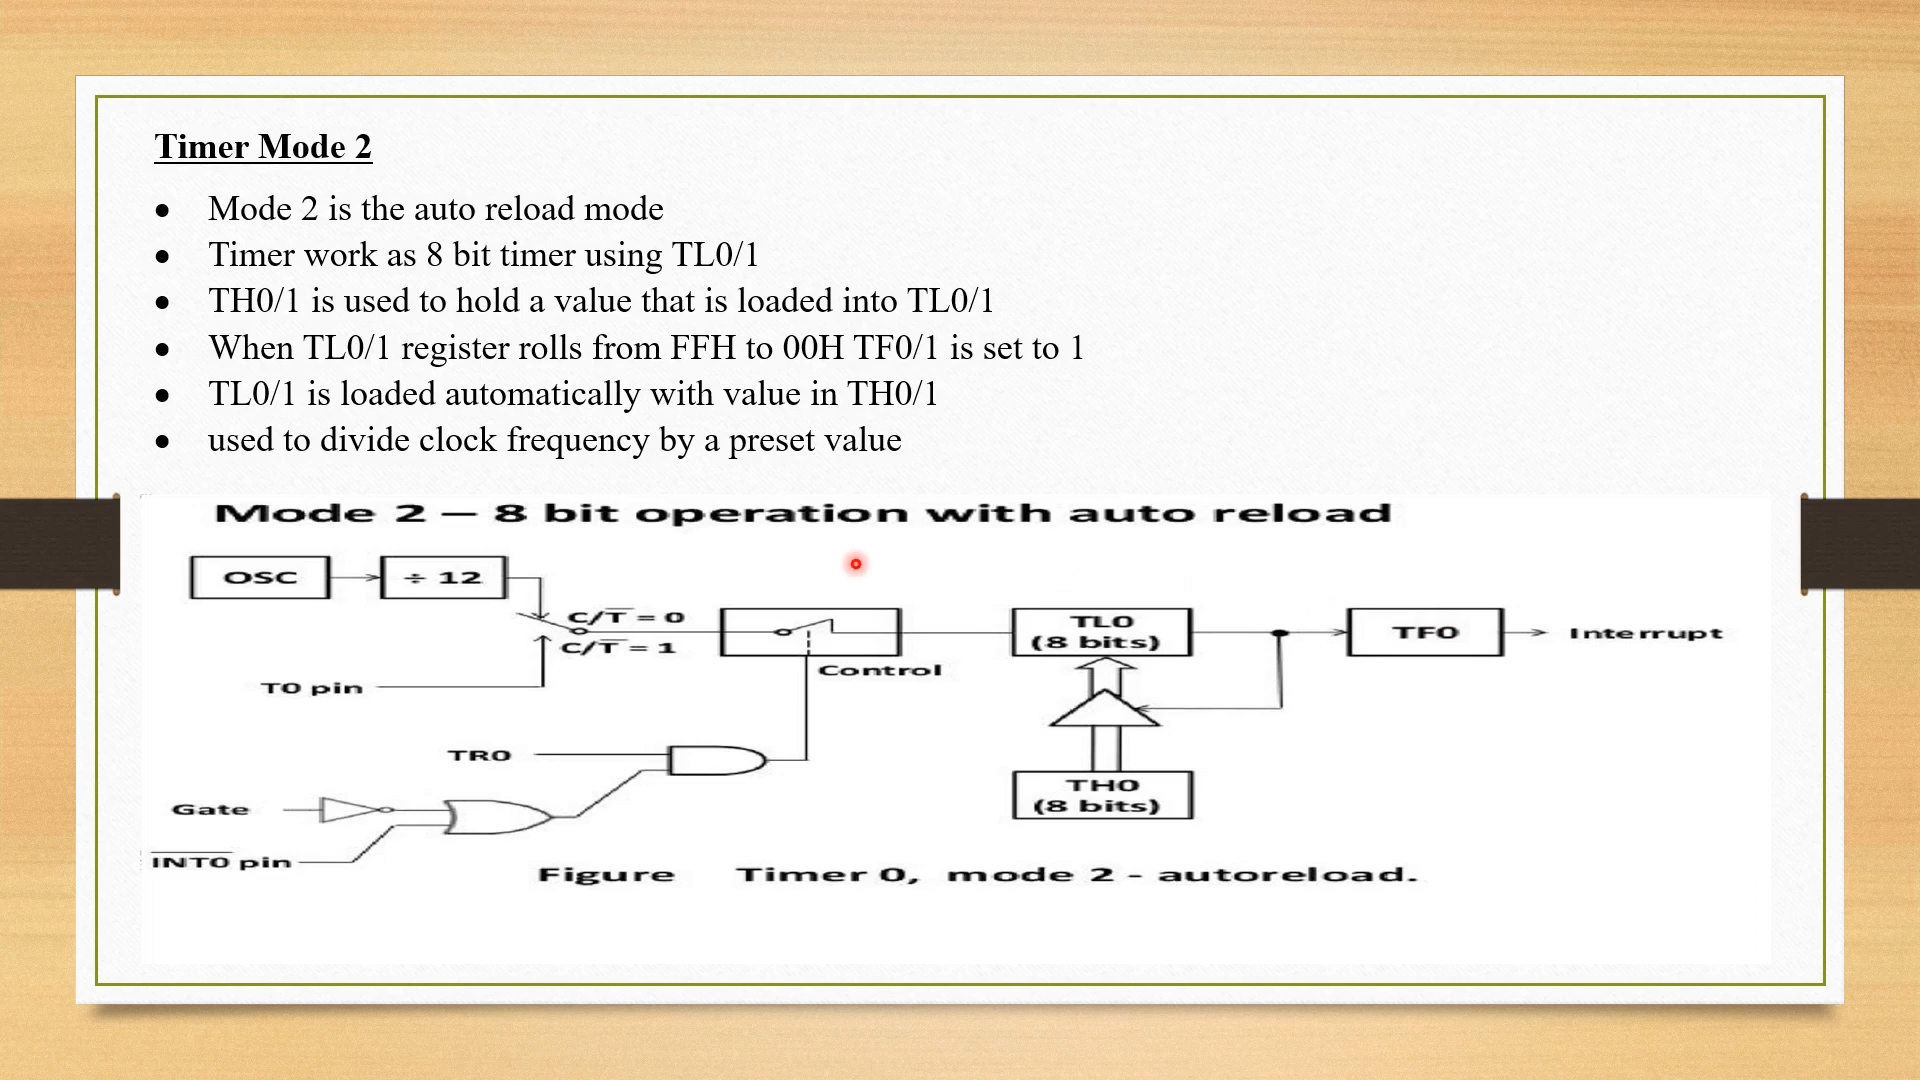 Timer Mode 2
• Mode 2 is the auto reload mode
• Timer work as 8 bit timer using TL0/1
• TH0/1 is used to hold a value that is loaded into TL0/1
• When TL0/1 register rolls from FFH to 00H TF0/1 is set to 1
• TL0/1 is loaded automatically with value in TH0/1
• used to divide clock frequency by a preset value
Mode 2 – 8 bit operation with auto reload
OSC
÷ 12
C/T̅ = 0
C/T̅ = 1
T0 pin
Control
TL0
(8 bits)
TF0
Interrupt
TR0
Gate
I̅N̅T̅0̅ pin
TH0
(8 bits)
Figure Timer 0, mode 2 - autoreload.